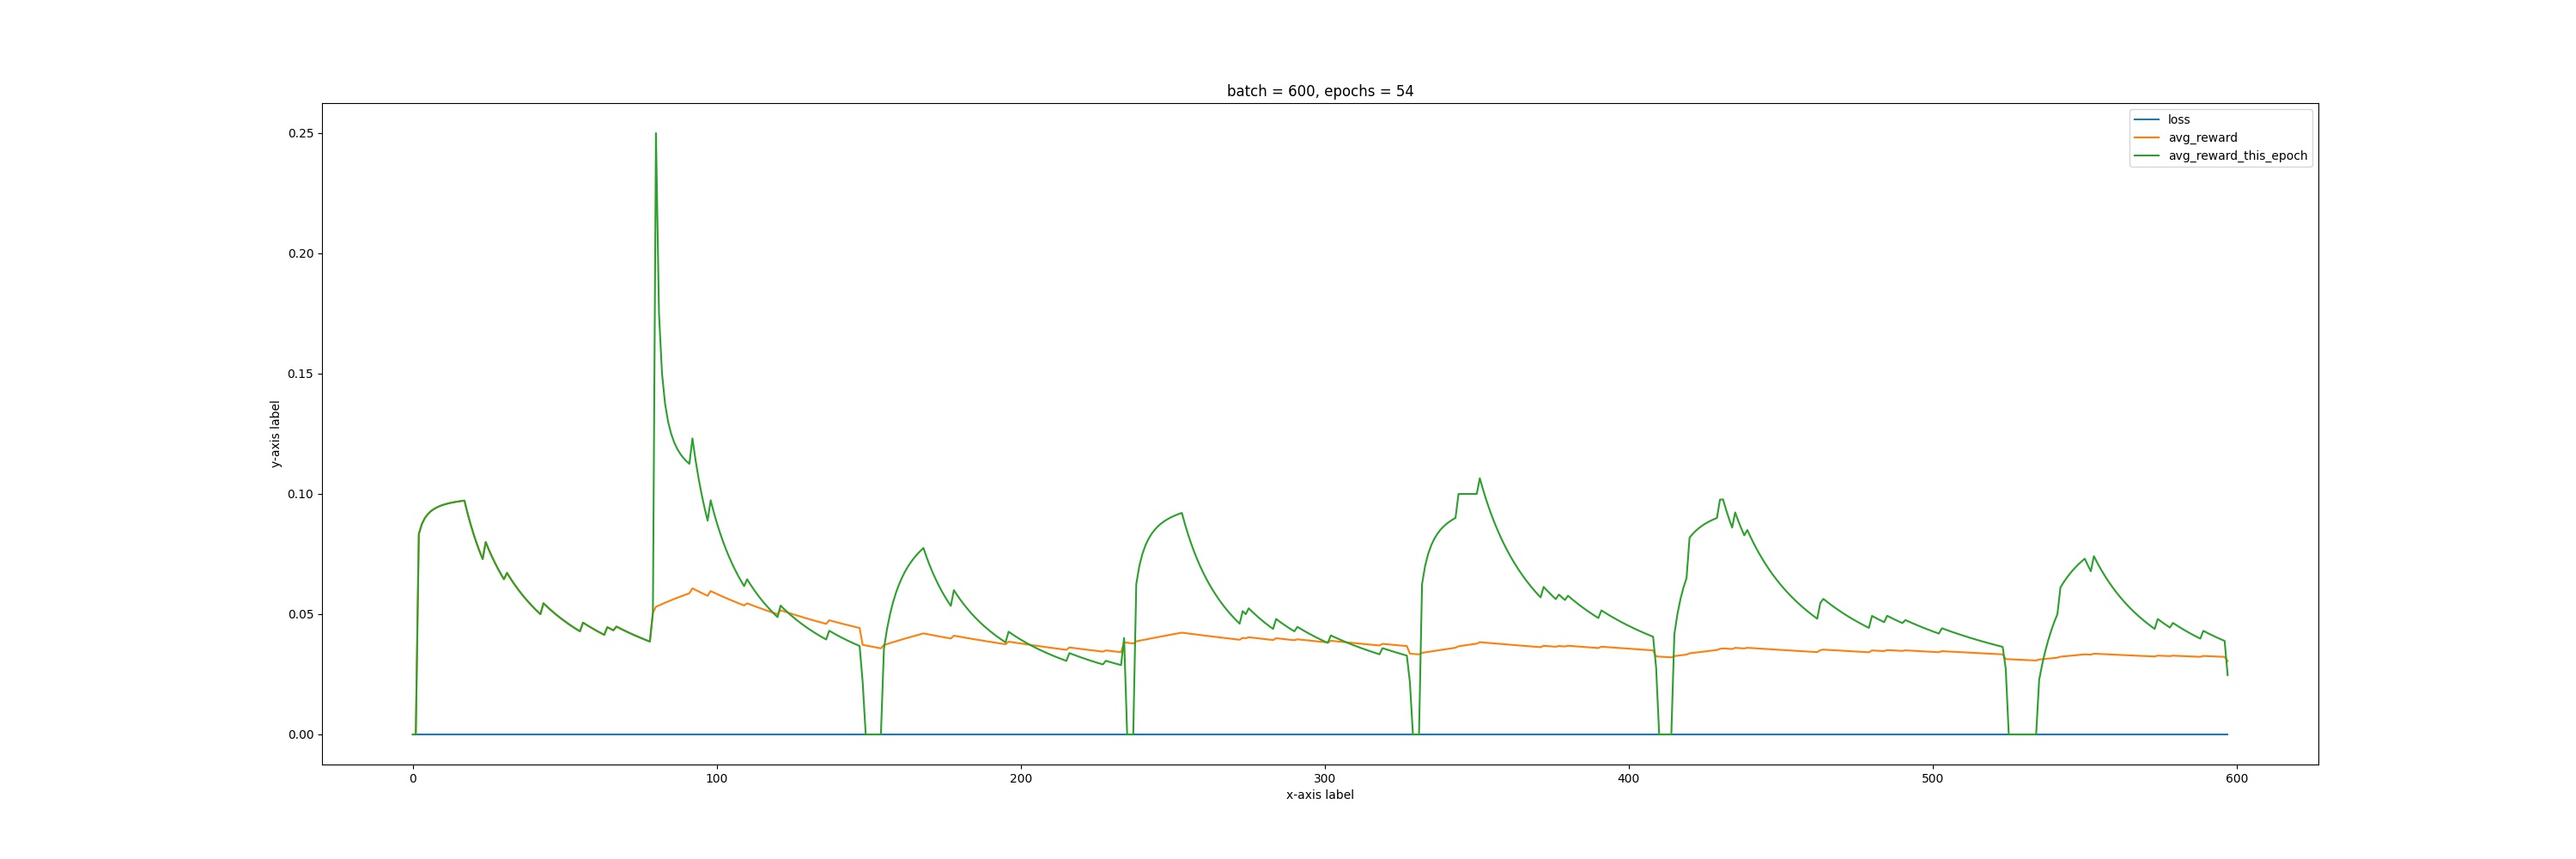 batch = 600, epochs = 54
loss
avg_reward
avg_reward_this_epoch
0.25
0.20
0.15
0.10
0.05
0.00
y-axis label
0 100 200 300 400 500 600
x-axis label